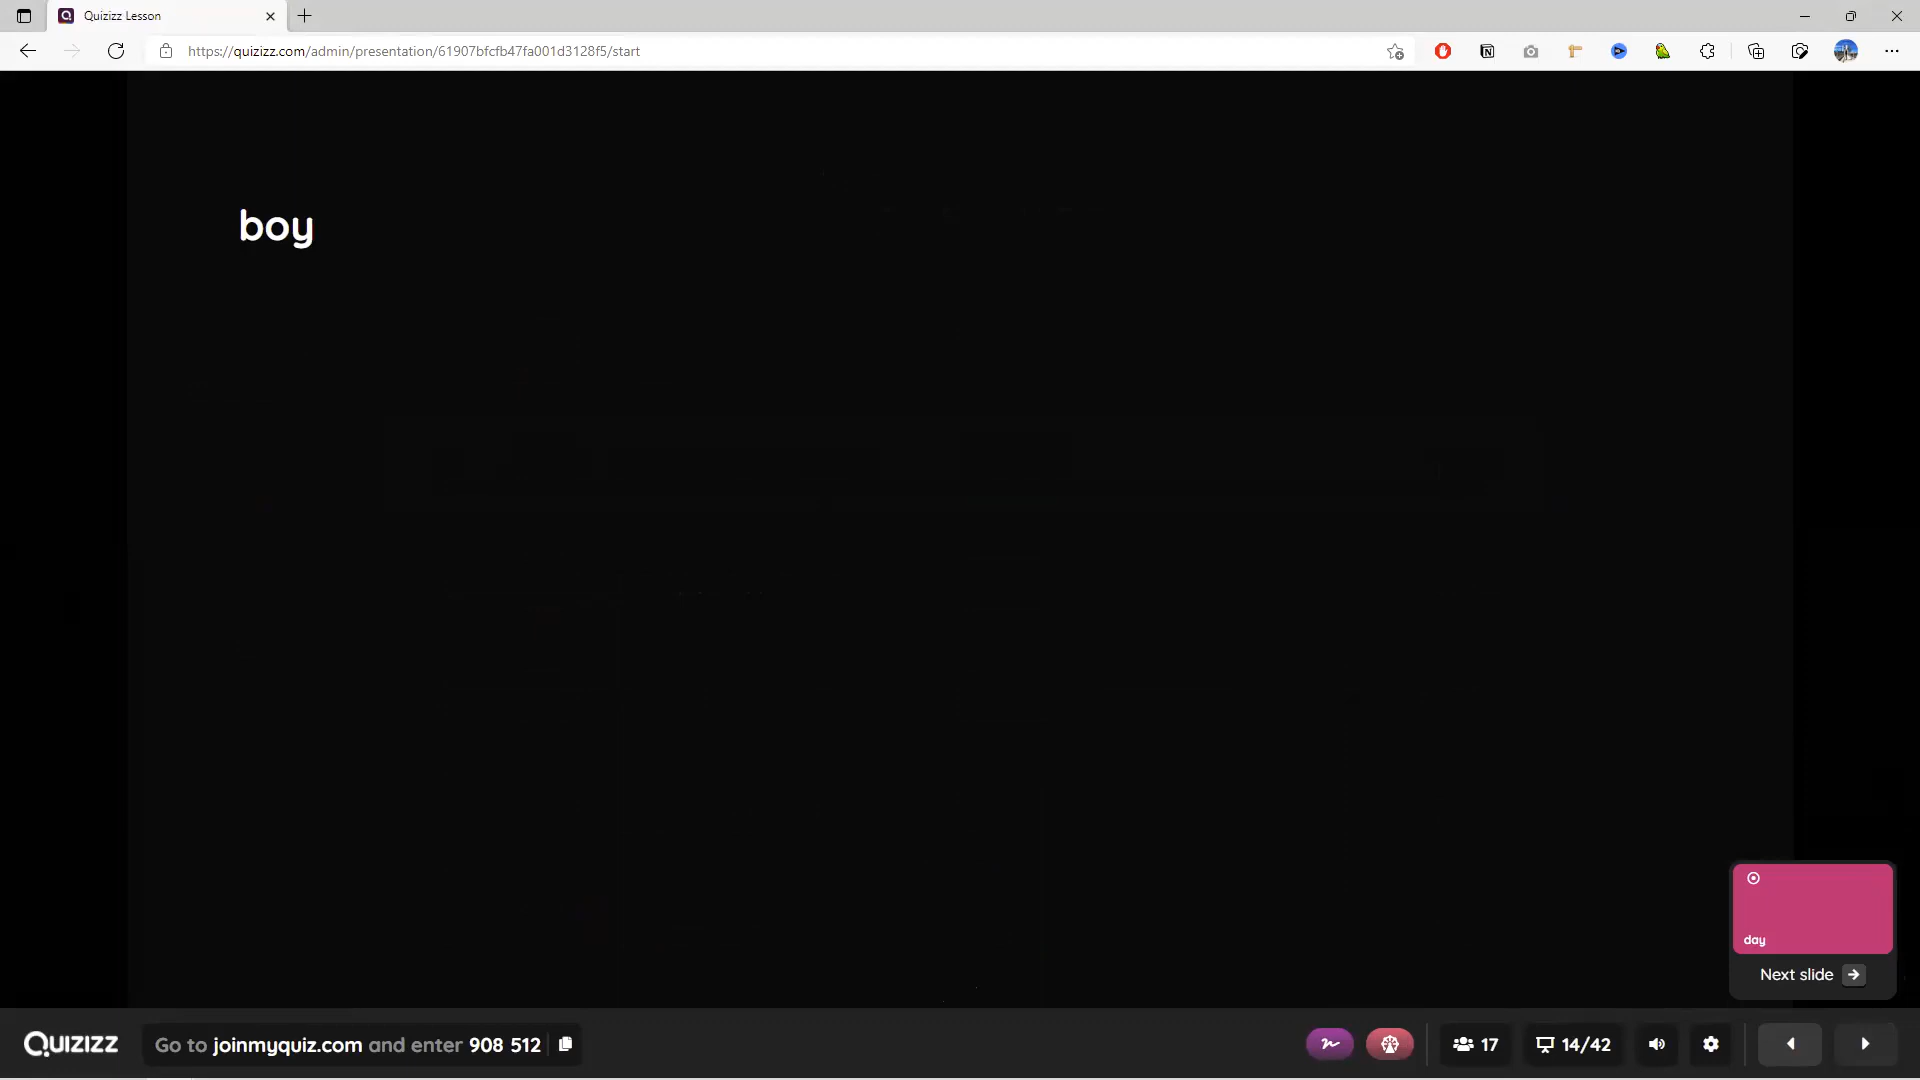 Quizizz Lesson
https://quizizz.com/admin/presentation/61907bfcfb47fa001d3128f5/start
boy
day
Next slide
QUIZIZZ
Go to joinmyquiz.com and enter 908 512
17
14/42